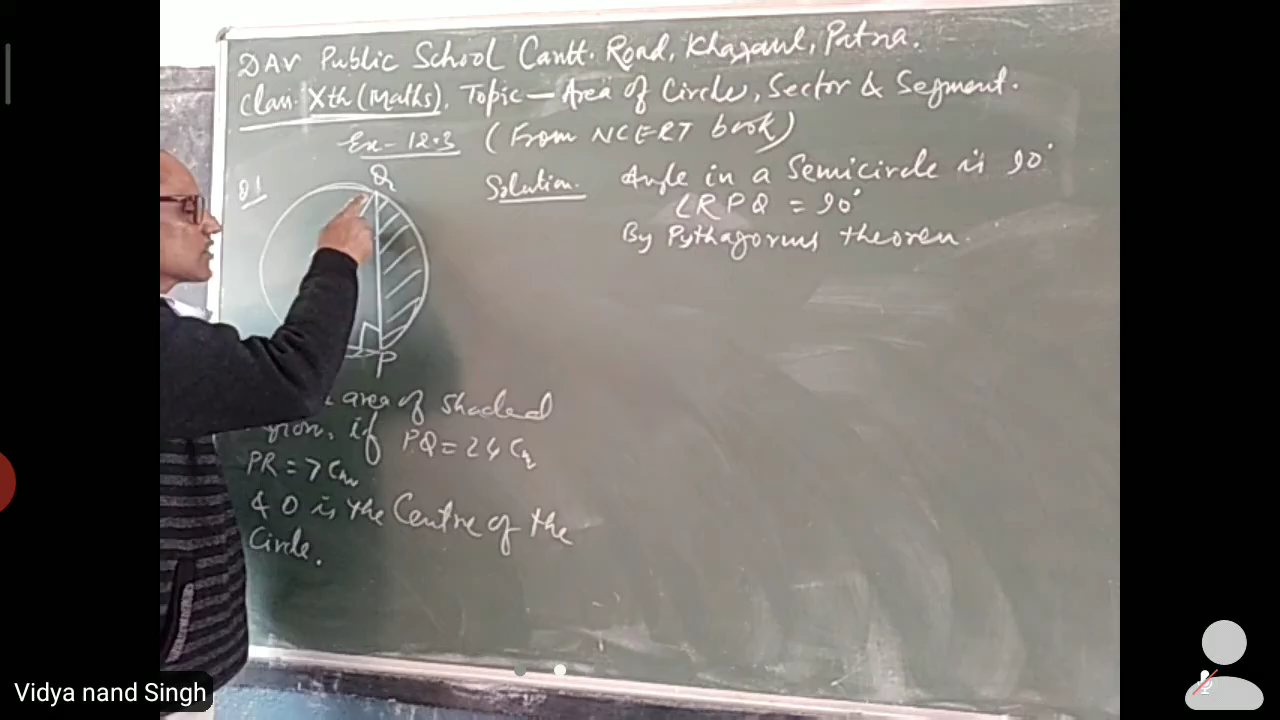 DAV Public School Cantt. Road, Khagaul, Patna.
Class. Xth (Maths), Topic — Area of Circle, Sector & Segment.
Ex- 12.3 (From NCERT book)
Q1
Q
Solution. Angle in a Semicircle is 90°
∠RPQ = 90°
By Pythagorus theorem.
P
area of shaded
gion, if PQ = 24 Cm
PR = 7 Cm
& O is the Centre of the
Circle.
Vidya nand Singh